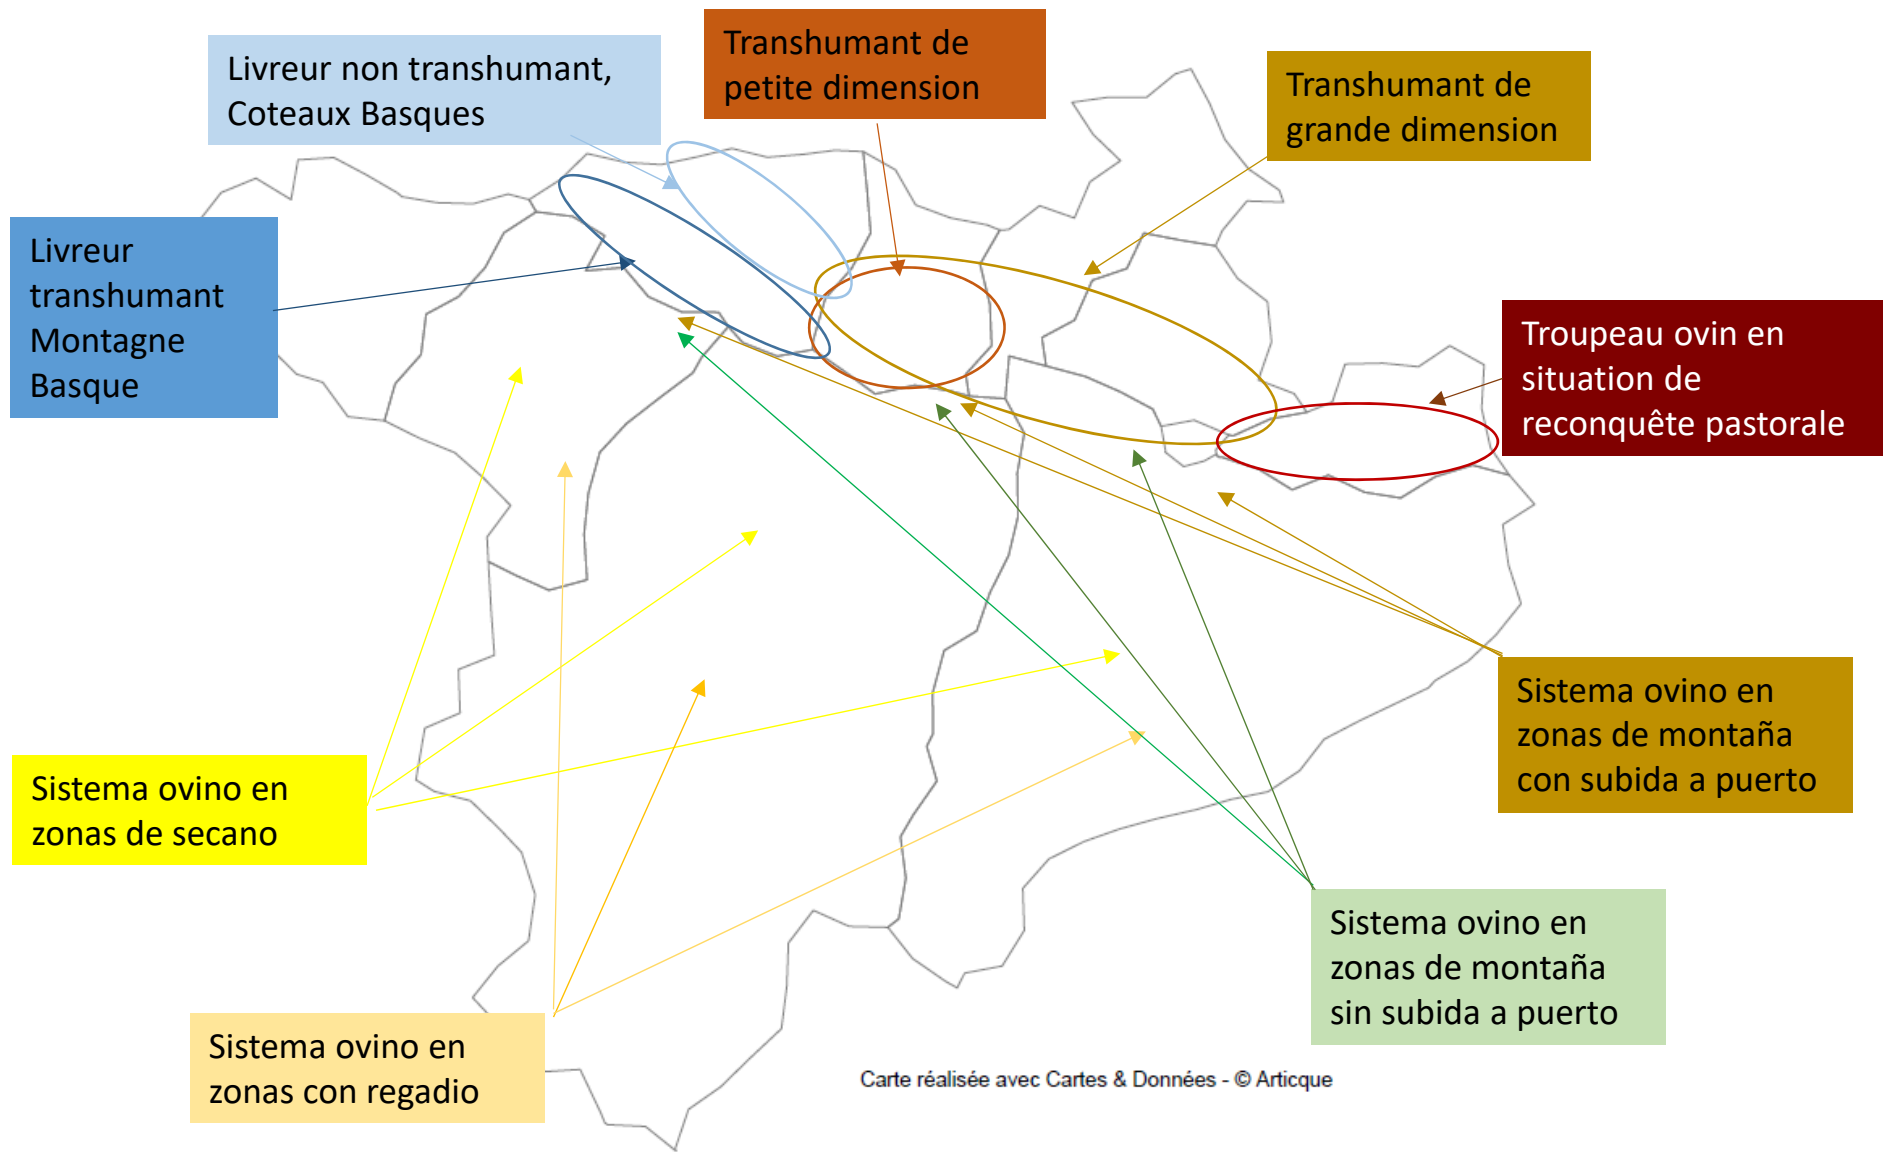 Livreur non transhumant,
Coteaux Basques
Transhumant de
petite dimension
Transhumant de
grande dimension
Livreur
transhumant
Montagne
Basque
Troupeau ovin en
situation de
reconquête pastorale
Sistema ovino en
zonas de montaña
con subida a puerto
Sistema ovino en
zonas de secano
Sistema ovino en
zonas de montaña
sin subida a puerto
Sistema ovino en
zonas con regadio
Carte réalisée avec Cartes & Données - © Articque